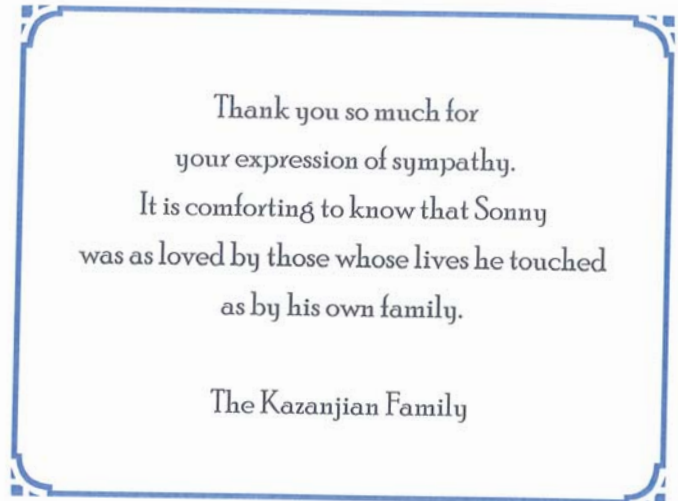 Thank you so much for
your expression of sympathy.
It is comforting to know that Sonny
was as loved by those whose lives he touched
as by his own family.
The Kazanjian Family